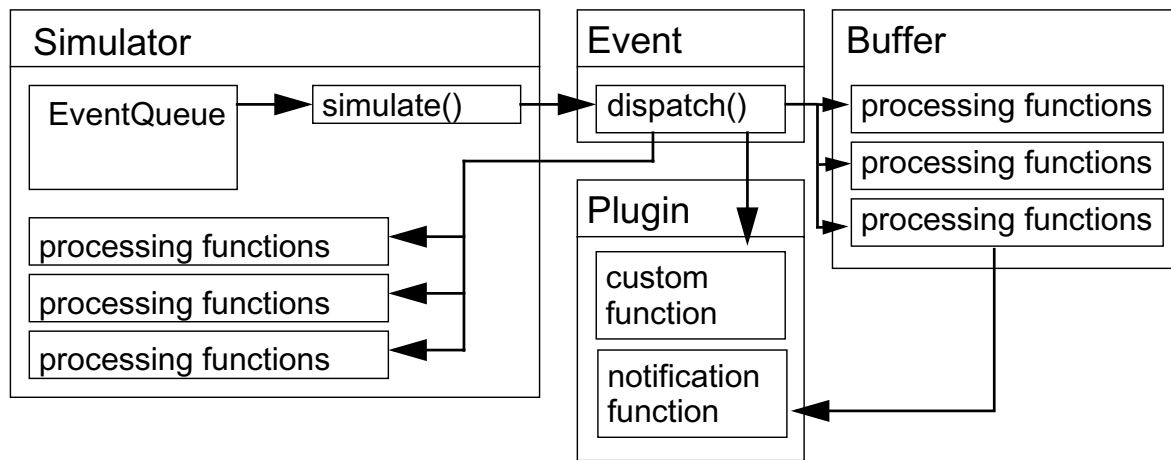 Simulator
EventQueue
simulate()
processing functions
processing functions
processing functions
Event
dispatch()
Plugin
custom
function
notification
function
Buffer
processing functions
processing functions
processing functions